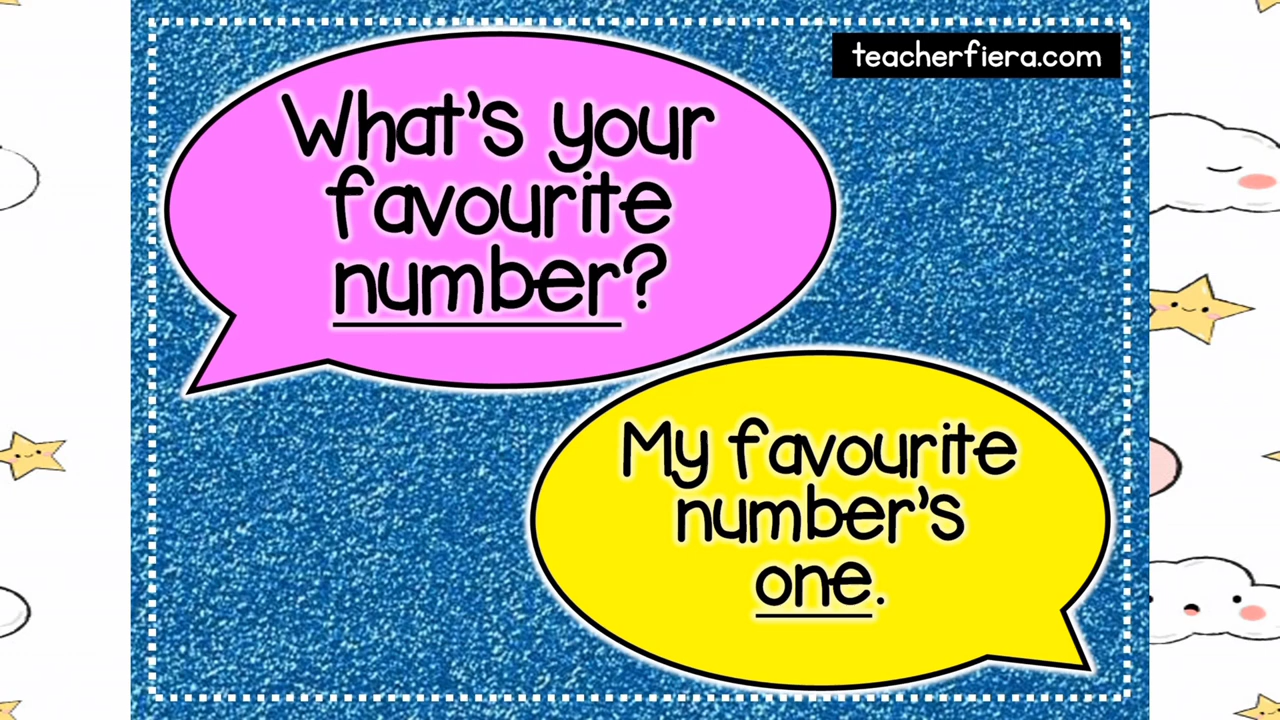 teacherfiera.com
What's your
favourite
number?
My favourite
number's
one.